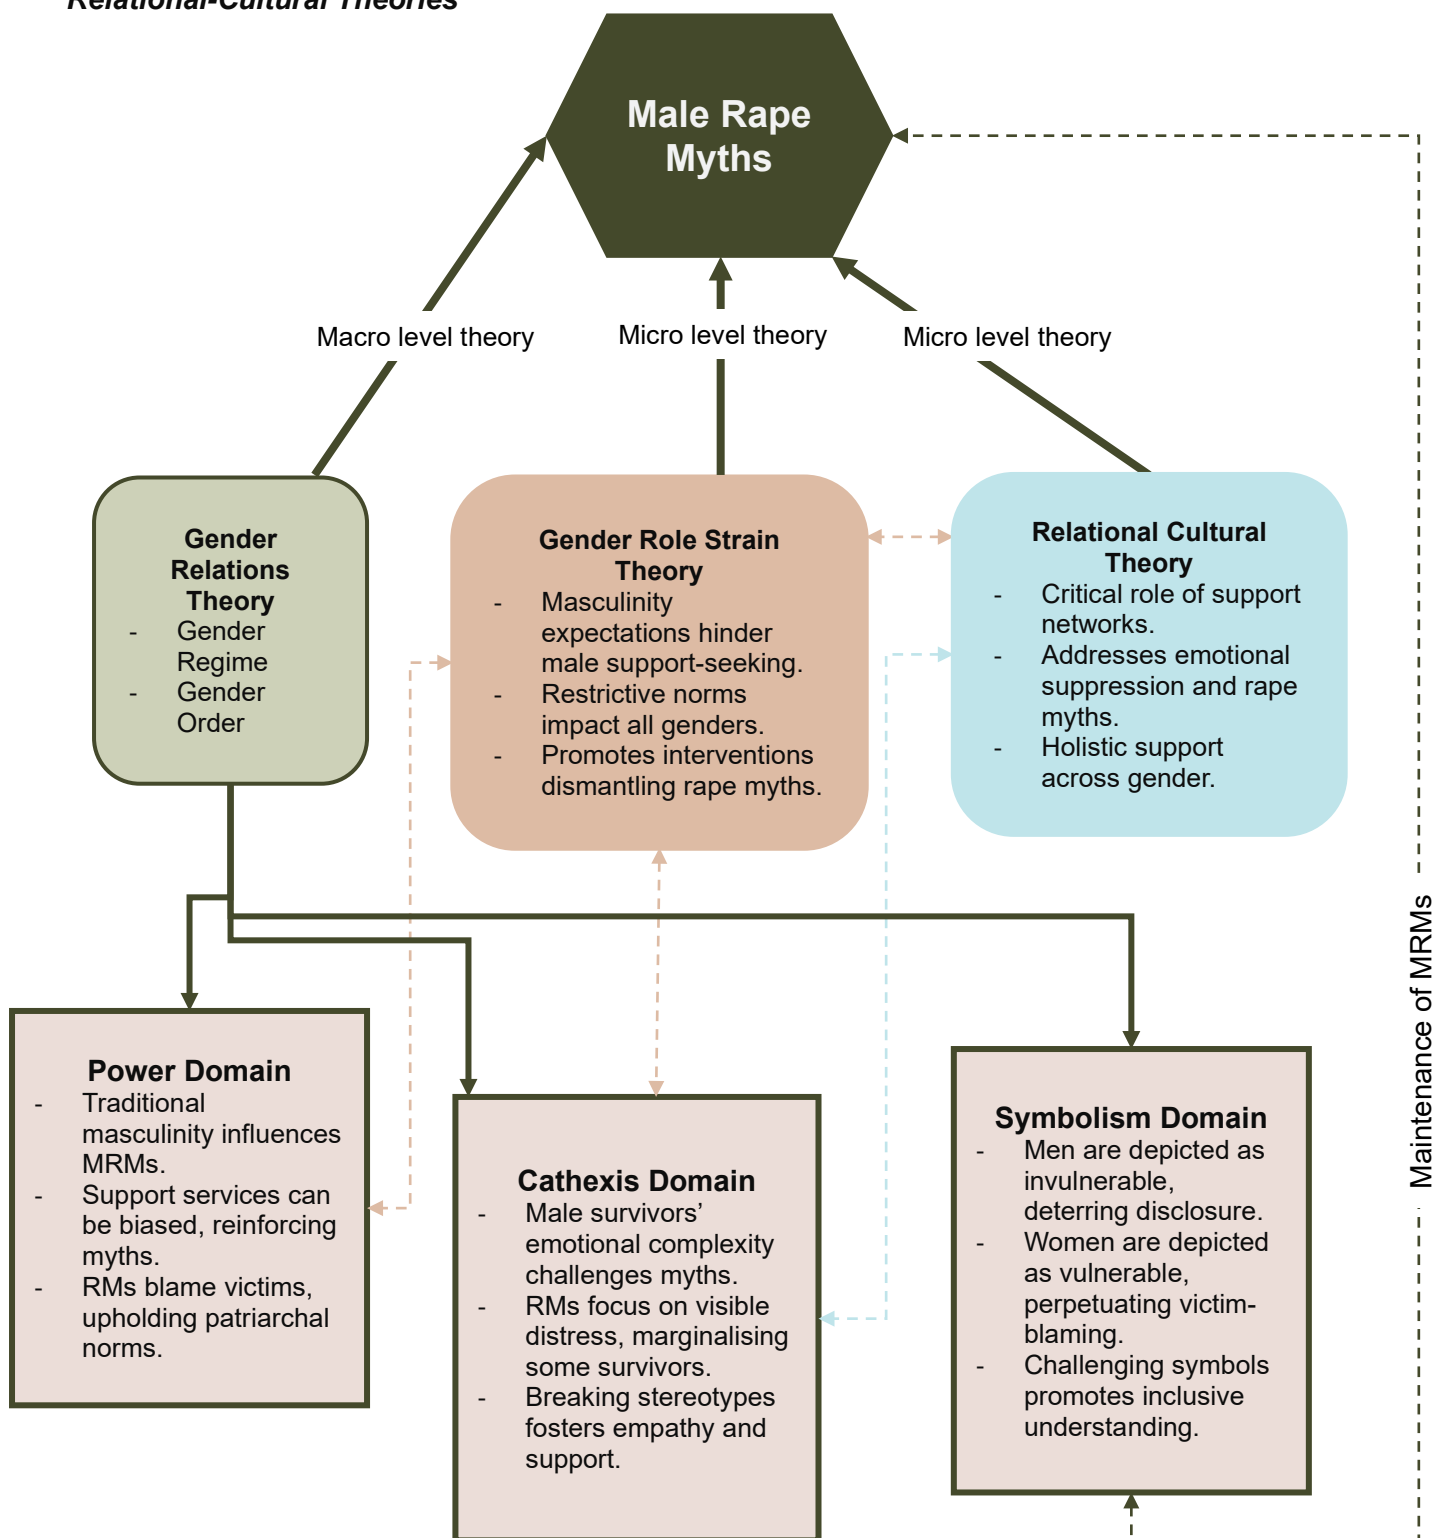 Relational-Cultural Theories
Male Rape
Myths
Macro level theory
Micro level theory
Micro level theory
Gender
Relations
Theory
- Gender
Regime
- Gender
Order
Gender Role Strain
Theory
- Masculinity
expectations hinder
male support-seeking.
- Restrictive norms
impact all genders.
- Promotes interventions
dismantling rape myths.
Relational Cultural
Theory
- Critical role of support
networks.
- Addresses emotional
suppression and rape
myths.
- Holistic support
across gender.
Maintenance of MRMs
Power Domain
- Traditional
masculinity influences
MRMs.
- Support services can
be biased, reinforcing
myths.
- RMs blame victims,
upholding patriarchal
norms.
Cathexis Domain
- Male survivors’
emotional complexity
challenges myths.
- RMs focus on visible
distress, marginalising
some survivors.
- Breaking stereotypes
fosters empathy and
support.
Symbolism Domain
- Men are depicted as
invulnerable,
deterring disclosure.
- Women are depicted
as vulnerable,
perpetuating victim-
blaming.
- Challenging symbols
promotes inclusive
understanding.